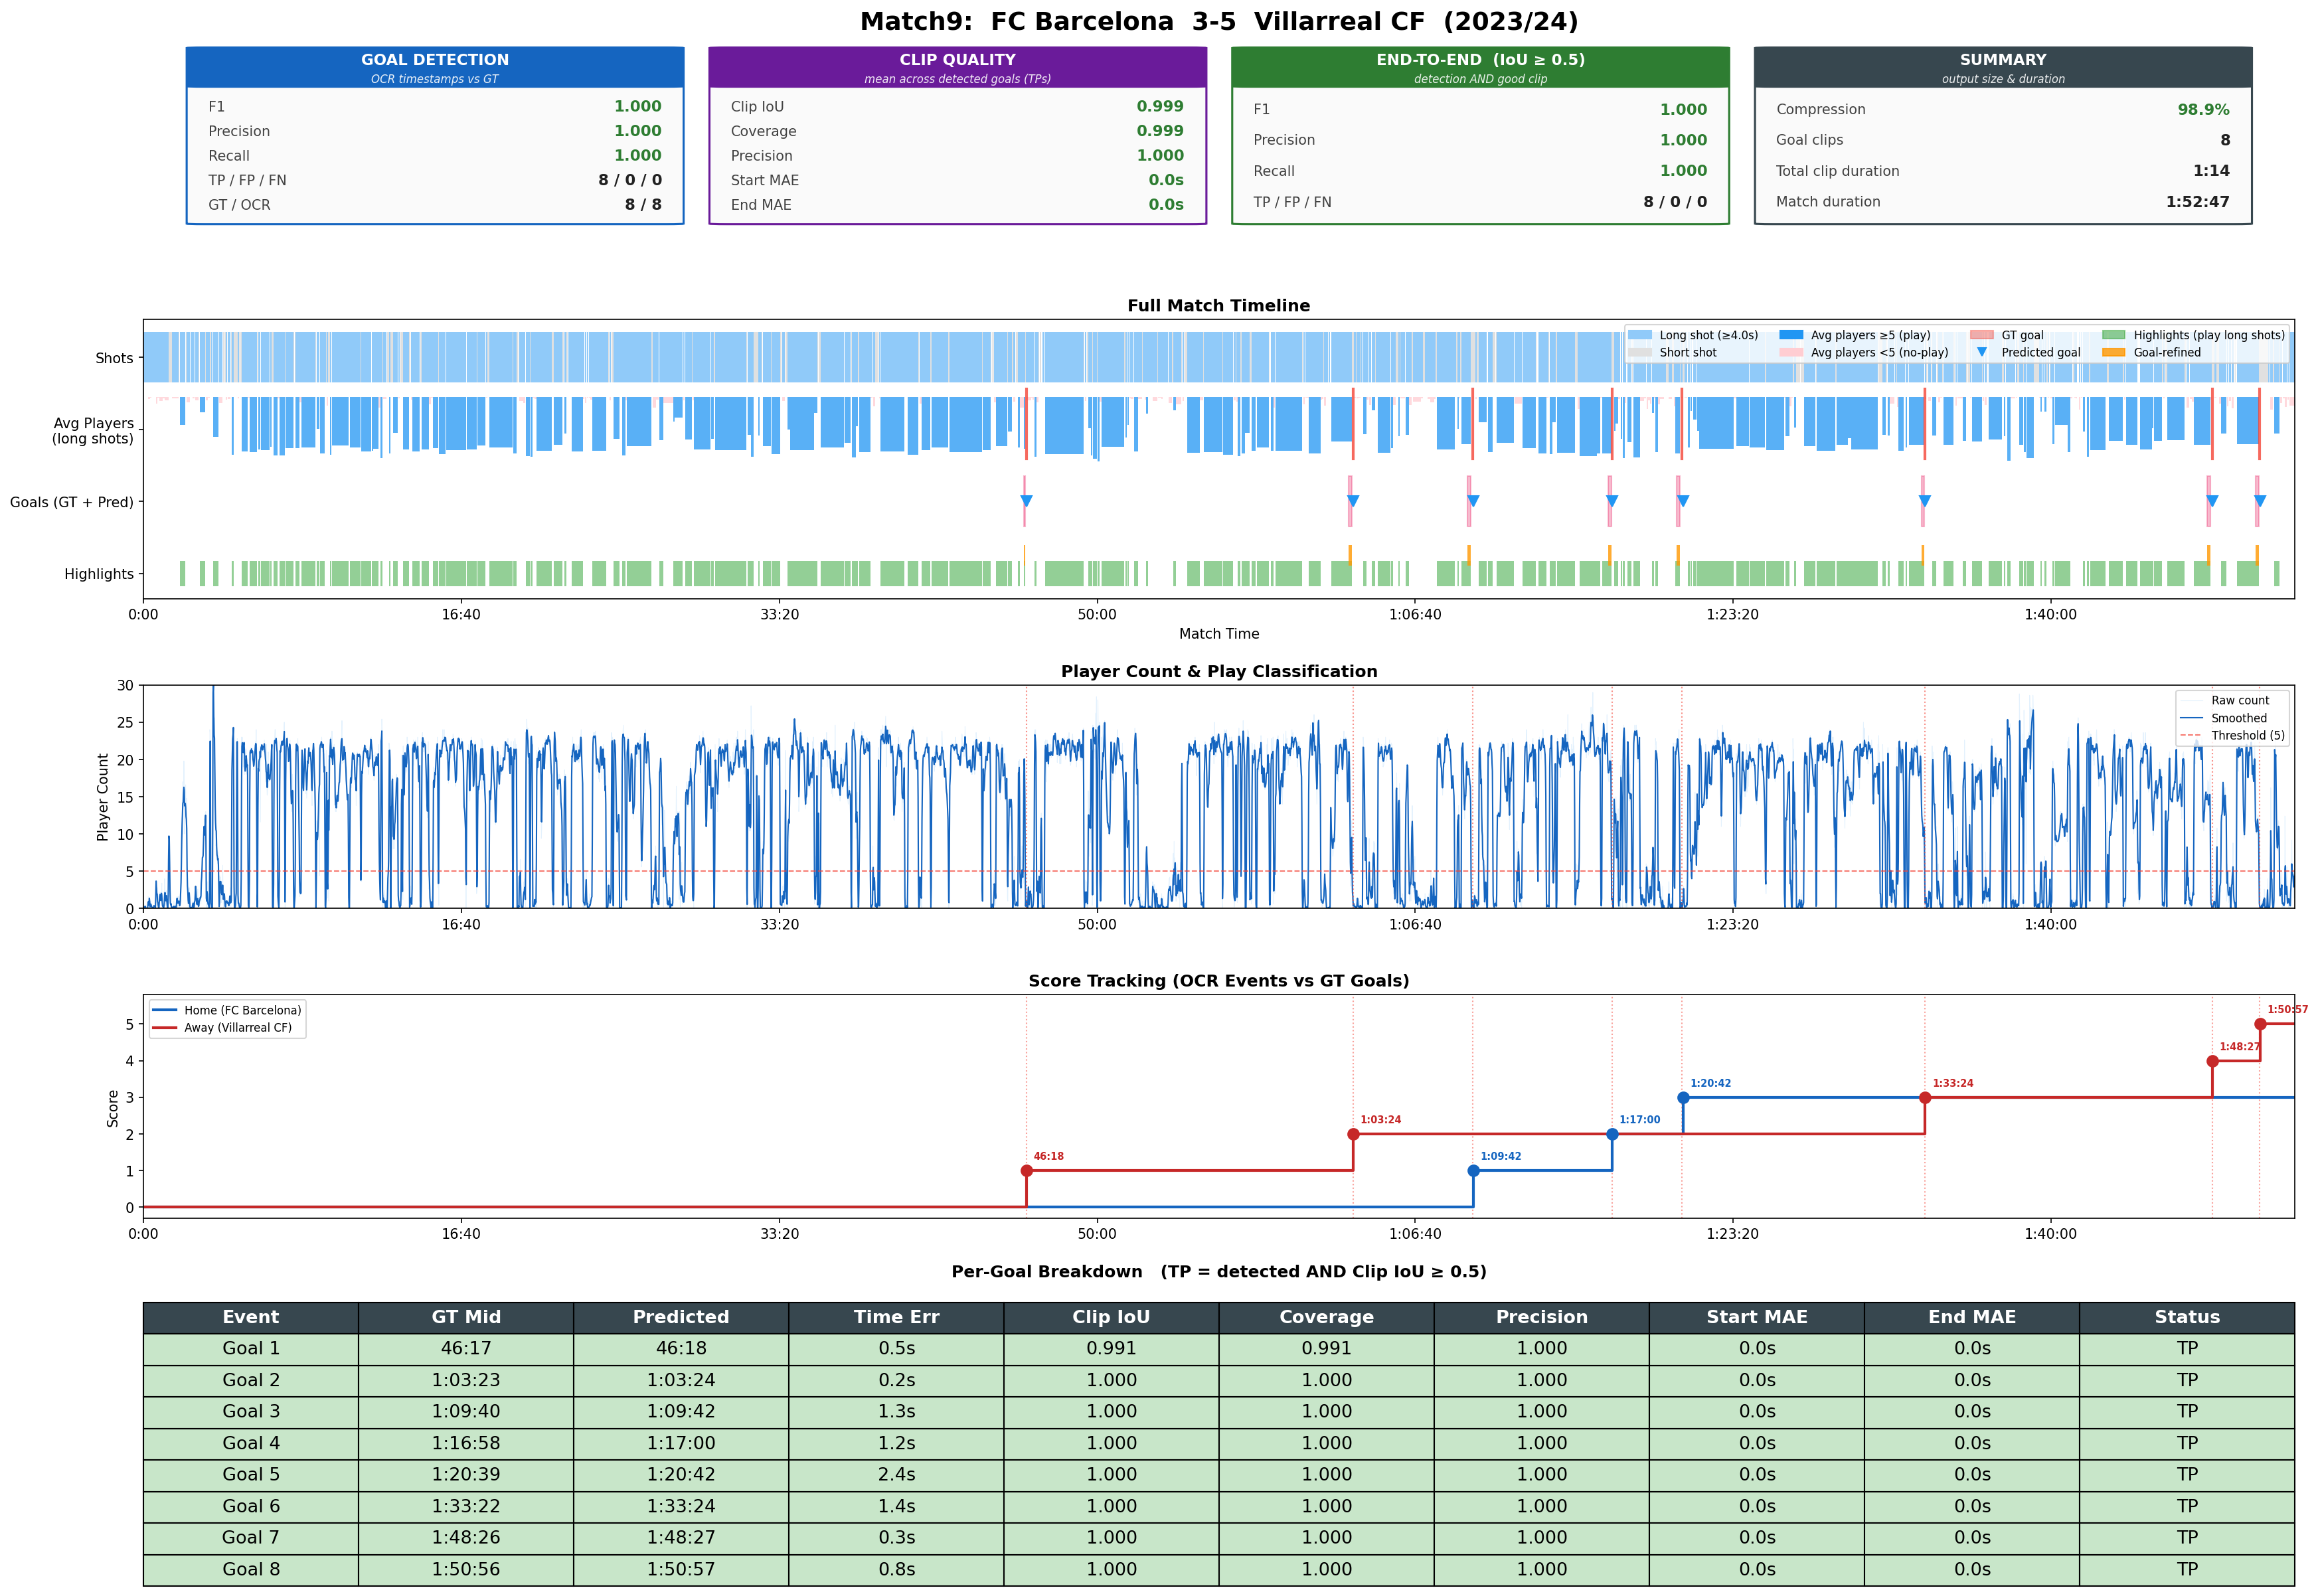 Match9:  FC Barcelona  3-5  Villarreal CF  (2023/24)
GOAL DETECTION
OCR timestamps vs GT
F1 1.000
Precision 1.000
Recall 1.000
TP / FP / FN 8 / 0 / 0
GT / OCR 8 / 8
CLIP QUALITY
mean across detected goals (TPs)
Clip IoU 0.999
Coverage 0.999
Precision 1.000
Start MAE 0.0s
End MAE 0.0s
END-TO-END  (IoU ≥ 0.5)
detection AND good clip
F1 1.000
Precision 1.000
Recall 1.000
TP / FP / FN 8 / 0 / 0
SUMMARY
output size & duration
Compression 98.9%
Goal clips 8
Total clip duration 1:14
Match duration 1:52:47
Full Match Timeline
Long shot (≥4.0s) Avg players ≥5 (play) GT goal Highlights (play long shots)
Short shot Avg players <5 (no-play) Predicted goal Goal-refined
Shots
Avg Players
(long shots)
Goals (GT + Pred)
Highlights
0:00 16:40 33:20 50:00 1:06:40 1:23:20 1:40:00
Match Time
Player Count & Play Classification
Raw count
Smoothed
Threshold (5)
Player Count
30
25
20
15
10
5
0
0:00 16:40 33:20 50:00 1:06:40 1:23:20 1:40:00
Score Tracking (OCR Events vs GT Goals)
Home (FC Barcelona)
Away (Villarreal CF)
Score
5
4
3
2
1
0
46:18
1:03:24
1:09:42
1:17:00
1:20:42
1:33:24
1:48:27
1:50:57
0:00 16:40 33:20 50:00 1:06:40 1:23:20 1:40:00
Per-Goal Breakdown   (TP = detected AND Clip IoU ≥ 0.5)
Event GT Mid Predicted Time Err Clip IoU Coverage Precision Start MAE End MAE Status
Goal 1 46:17 46:18 0.5s 0.991 0.991 1.000 0.0s 0.0s TP
Goal 2 1:03:23 1:03:24 0.2s 1.000 1.000 1.000 0.0s 0.0s TP
Goal 3 1:09:40 1:09:42 1.3s 1.000 1.000 1.000 0.0s 0.0s TP
Goal 4 1:16:58 1:17:00 1.2s 1.000 1.000 1.000 0.0s 0.0s TP
Goal 5 1:20:39 1:20:42 2.4s 1.000 1.000 1.000 0.0s 0.0s TP
Goal 6 1:33:22 1:33:24 1.4s 1.000 1.000 1.000 0.0s 0.0s TP
Goal 7 1:48:26 1:48:27 0.3s 1.000 1.000 1.000 0.0s 0.0s TP
Goal 8 1:50:56 1:50:57 0.8s 1.000 1.000 1.000 0.0s 0.0s TP